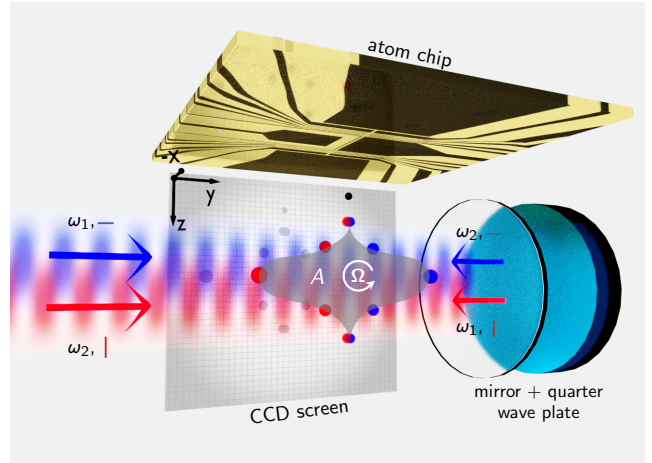 atom chip
-x
y
z
ω₁, —
ω₂, —
A Ω
ω₂, |
ω₁, |
CCD screen
mirror + quarter
wave plate